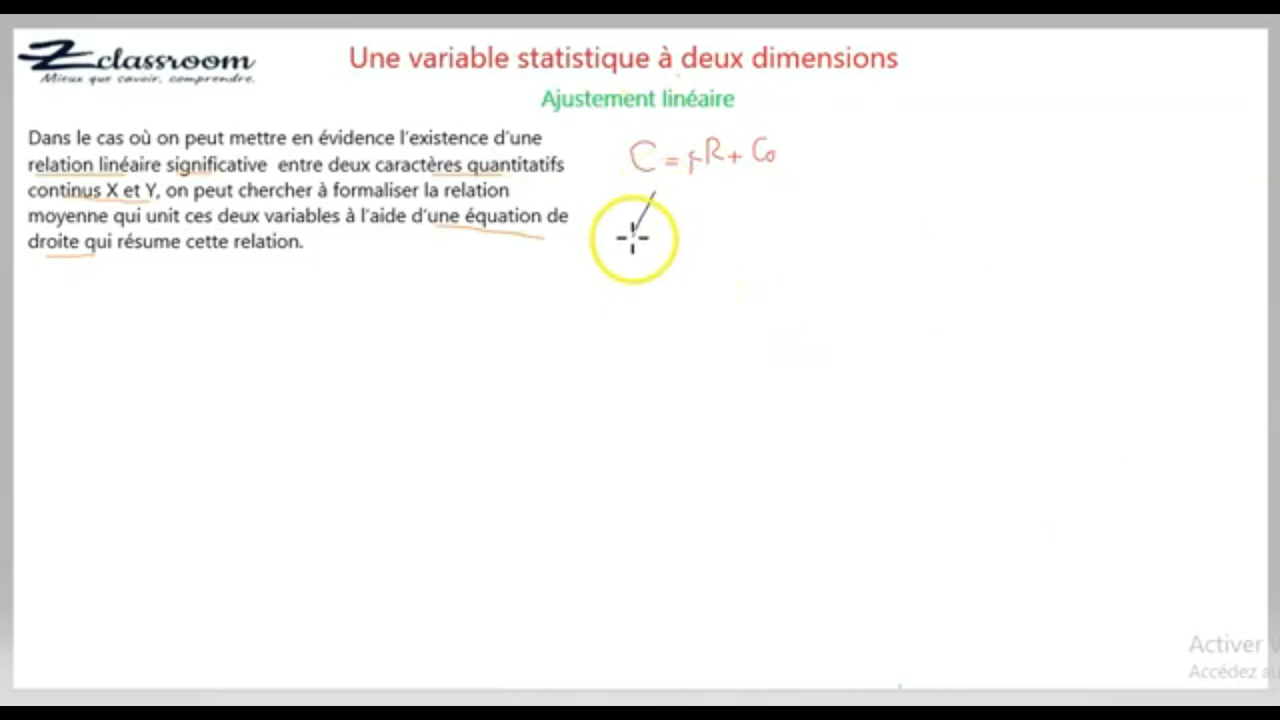 Zclassroom
Mieux que savoir, comprendre.
Une variable statistique à deux dimensions
Ajustement linéaire
Dans le cas où on peut mettre en évidence l'existence d'une
relation linéaire significative entre deux caractères quantitatifs
continus X et Y, on peut chercher à formaliser la relation
moyenne qui unit ces deux variables à l'aide d'une équation de
droite qui résume cette relation.
C = R + C₀
Activer
Accédez au